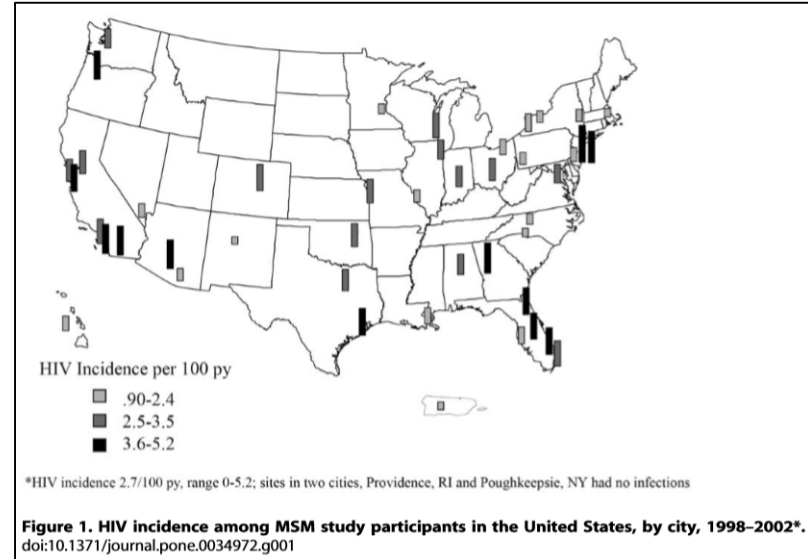 HIV Incidence per 100 py
.90-2.4
2.5-3.5
3.6-5.2
*HIV incidence 2.7/100 py, range 0-5.2; sites in two cities, Providence, RI and Poughkeepsie, NY had no infections
Figure 1. HIV incidence among MSM study participants in the United States, by city, 1998–2002*.
doi:10.1371/journal.pone.0034972.g001